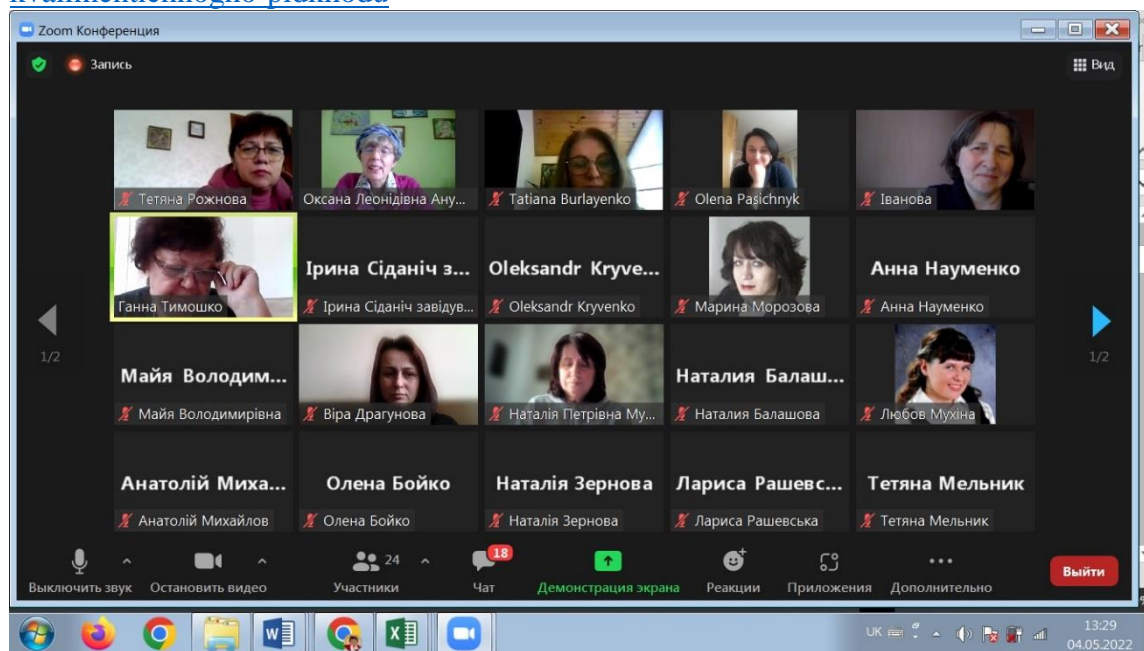 kvalimentrichnogho-pidkhodu
Zoom Конференция
Запись
Вид
Тетяна Рожнова
Оксана Леонідівна Ану...
Tatiana Burlayenko
Olena Pasichnyk
Іванова
Ганна Тимошко
Ірина Сіданіч з...
Ірина Сіданіч завідув...
Oleksandr Kryve...
Oleksandr Kryvenko
Марина Морозова
Анна Науменко
Анна Науменко
1/2
1/2
Майя Володим...
Майя Володимирівна
Віра Драгунова
Наталія Петрівна Му...
Наталия Балаш...
Наталия Балашова
Любов Мухіна
Анатолій Миха...
Анатолій Михайлов
Олена Бойко
Олена Бойко
Наталія Зернова
Наталія Зернова
Лариса Рашевс...
Лариса Рашевська
Тетяна Мельник
Тетяна Мельник
24
18
Выключить звук
Остановить видео
Участники
Чат
Демонстрация экрана
Реакции
Приложения
Дополнительно
Выйти
UK
13:29
04.05.2022